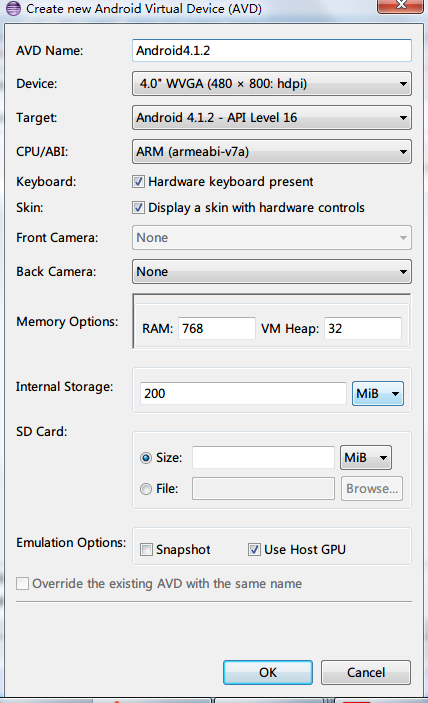 Create new Android Virtual Device (AVD)
AVD Name: Android4.1.2
Device: 4.0" WVGA (480 × 800: hdpi)
Target: Android 4.1.2 - API Level 16
CPU/ABI: ARM (armeabi-v7a)
Keyboard: Hardware keyboard present
Skin: Display a skin with hardware controls
Front Camera: None
Back Camera: None
Memory Options: RAM: 768 VM Heap: 32
Internal Storage: 200 MiB
SD Card:
Size: MiB
File: Browse...
Emulation Options: Snapshot Use Host GPU
Override the existing AVD with the same name
OK Cancel